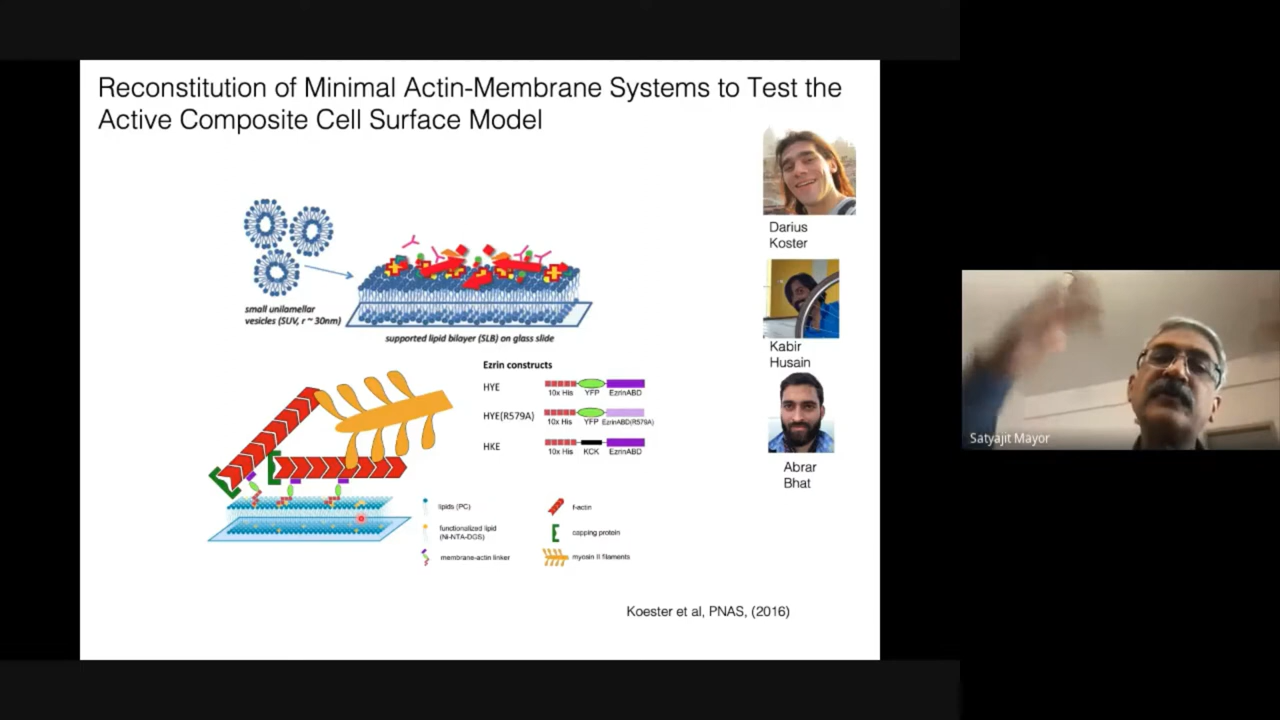 Reconstitution of Minimal Actin-Membrane Systems to Test the
Active Composite Cell Surface Model
Darius
Koster
Kabir
Husain
Abrar
Bhat
small unilamellar
vesicles (SUV, r ~ 30nm)
supported lipid bilayer (SLB) on glass slide
Ezrin constructs
HYE
10x His YFP EzrinABD
HYE(R579A)
10x His YFP EzrinABD(R579A)
HKE
10x His KCK EzrinABD
lipids (PC)
f-actin
functionalized lipid
(Ni-NTA-DGS)
capping protein
membrane-actin linker
myosin II filaments
Koester et al, PNAS, (2016)
Satyajit Mayor